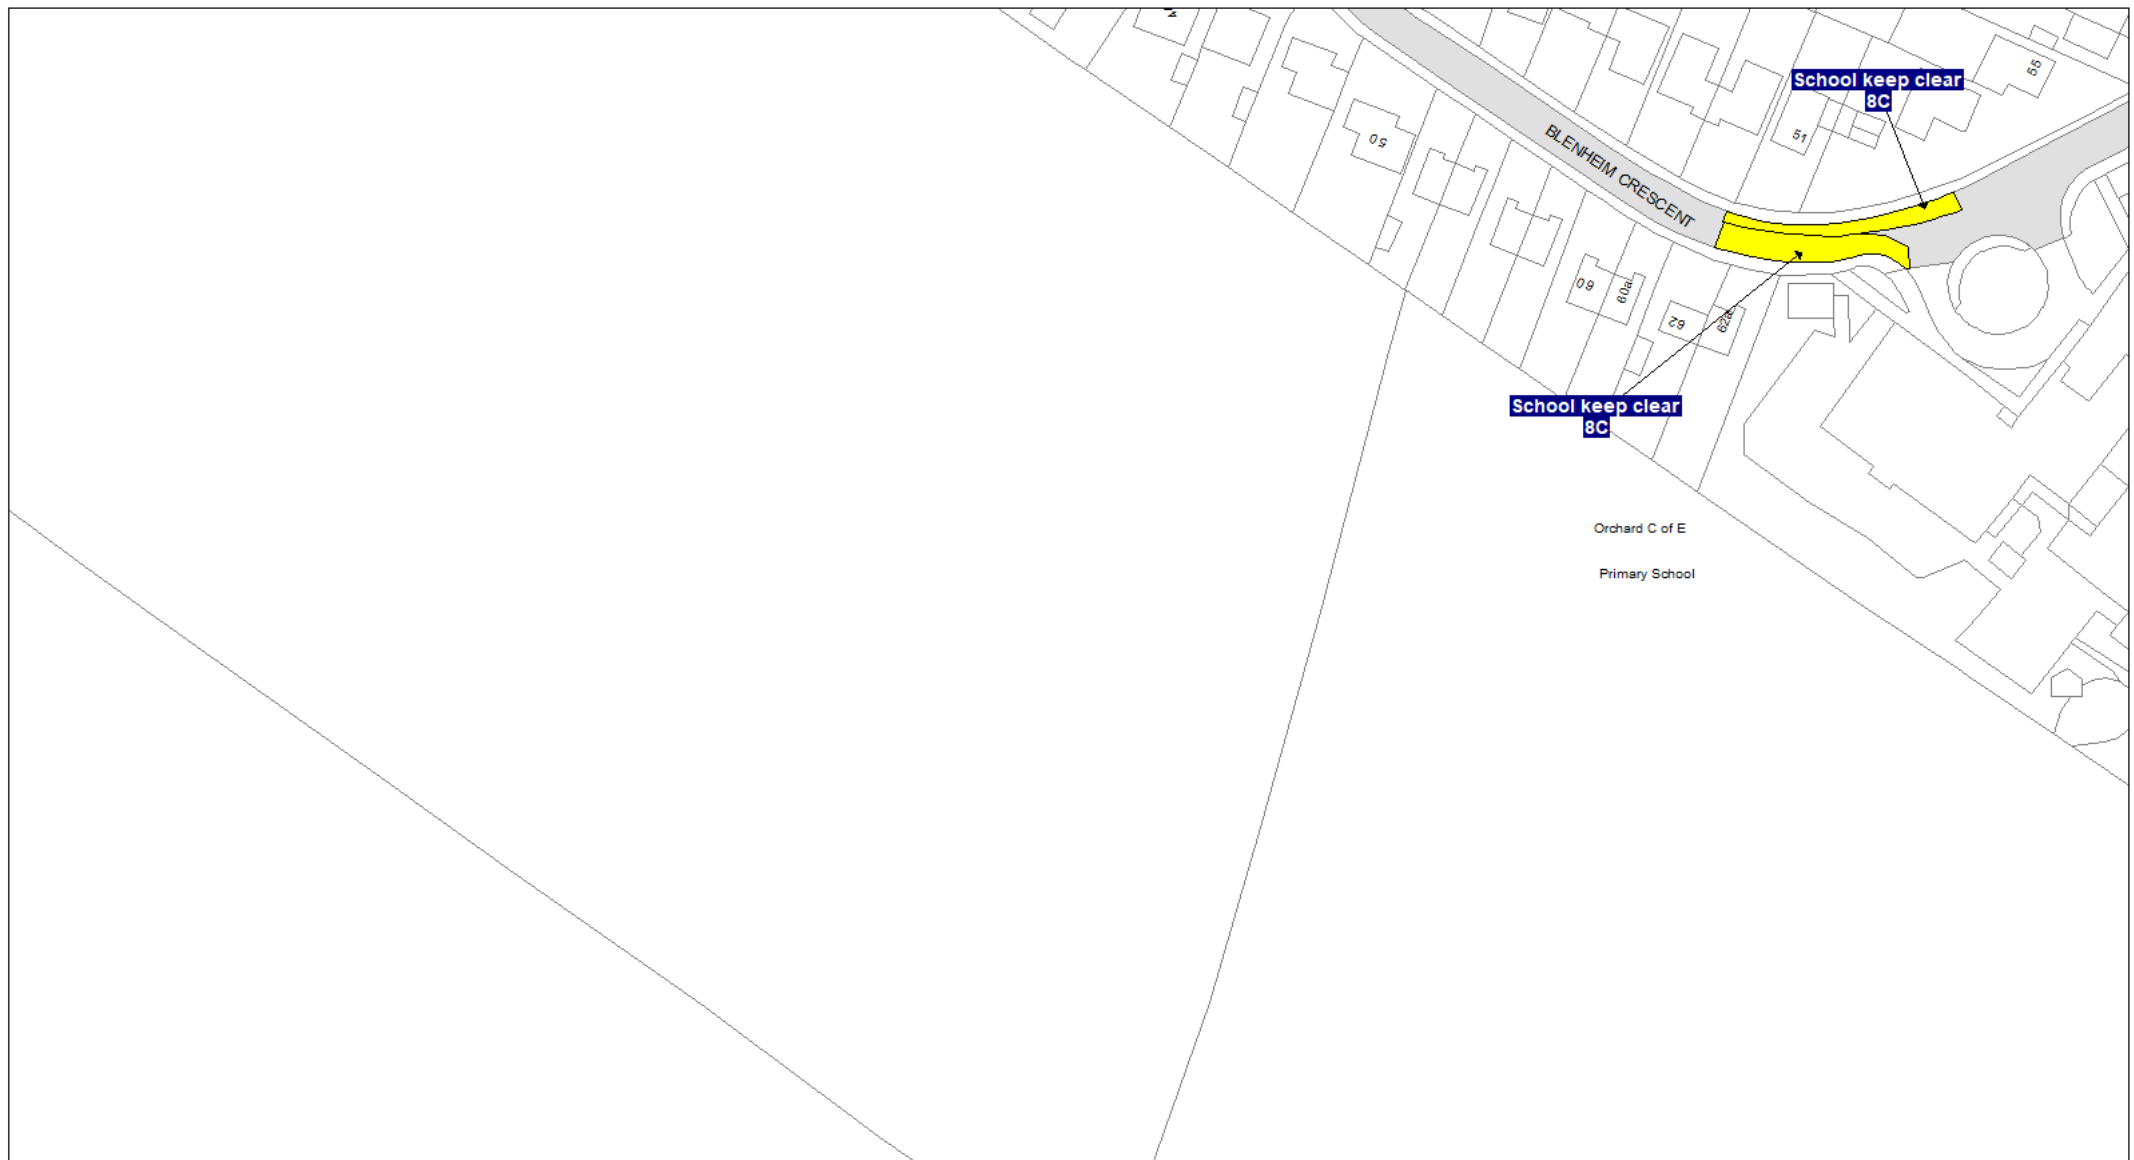 55
School keep clear
8C
51
50
BLENHEIM CRESCENT
60
60a
62
62a
School keep clear
8C
Orchard C of E
Primary School